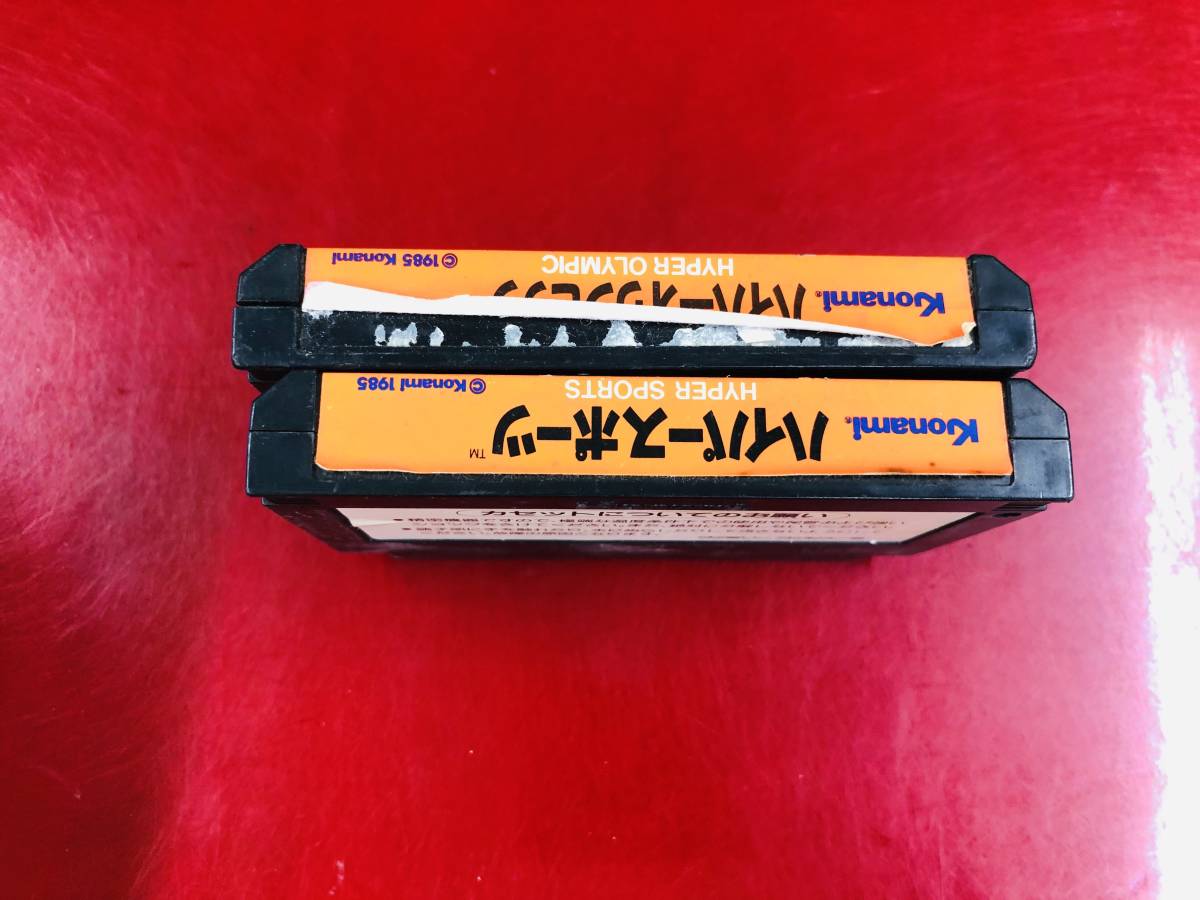 Konami®
ハイパースポーツ™
HYPER SPORTS
© Konami 1985
Konami®
ハイパーオリンピック
HYPER OLYMPIC
© 1985 Konami
カセットについてのお願い